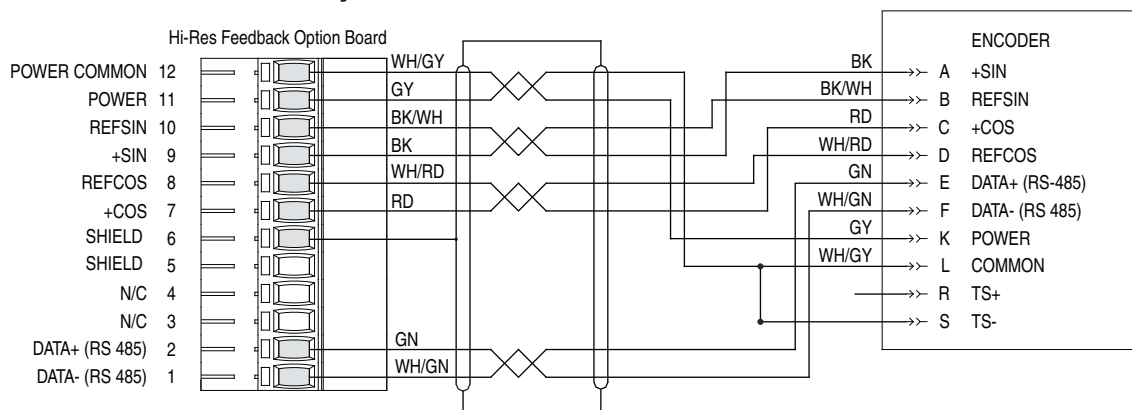 Hi-Res Feedback Option Board
POWER COMMON 12
POWER 11
REFSIN 10
+SIN 9
REFCOS 8
+COS 7
SHIELD 6
SHIELD 5
N/C 4
N/C 3
DATA+ (RS 485) 2
DATA- (RS 485) 1
WH/GY
GY
BK/WH
BK
WH/RD
RD
GN
WH/GN
ENCODER
BK A +SIN
BK/WH B REFSIN
RD C +COS
WH/RD D REFCOS
GN E DATA+ (RS-485)
WH/GN F DATA- (RS 485)
GY K POWER
WH/GY L COMMON
R TS+
S TS-